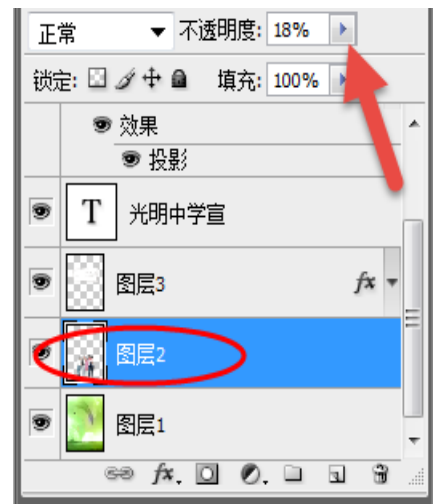 正常 不透明度: 18%
锁定: 填充: 100%
效果
投影
T 光明中学宣
图层3 fx
图层2
图层1
fx.